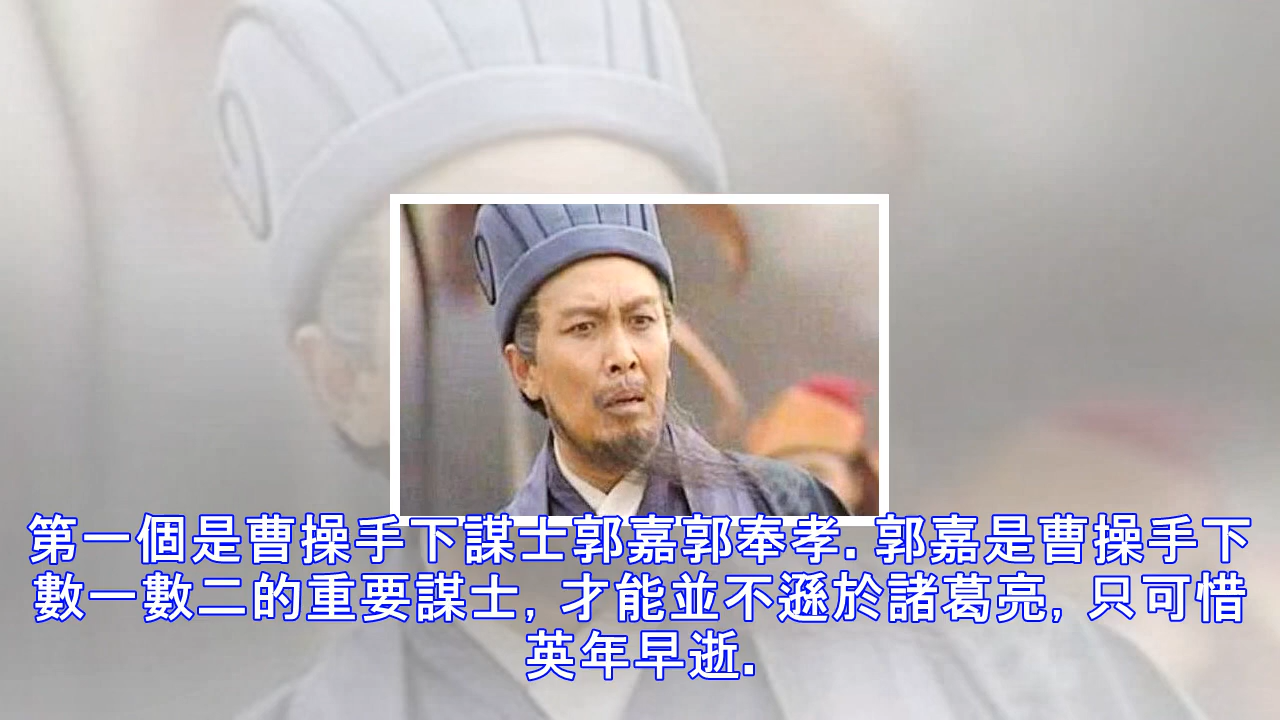 第一個是曹操手下謀士郭嘉郭奉孝.郭嘉是曹操手下
數一數二的重要謀士,才能並不遜於諸葛亮,只可惜
英年早逝.